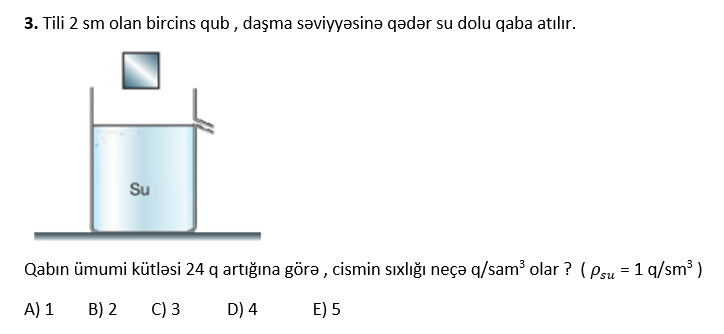 3. Tili 2 sm olan bircins qub , daşma səviyyəsinə qədər su dolu qaba atılır.
Su
Qabın ümumi kütləsi 24 q artığına görə , cismin sıxlığı neçə q/sam³ olar ? ( ρsu = 1 q/sm³ )
A) 1 B) 2 C) 3 D) 4 E) 5